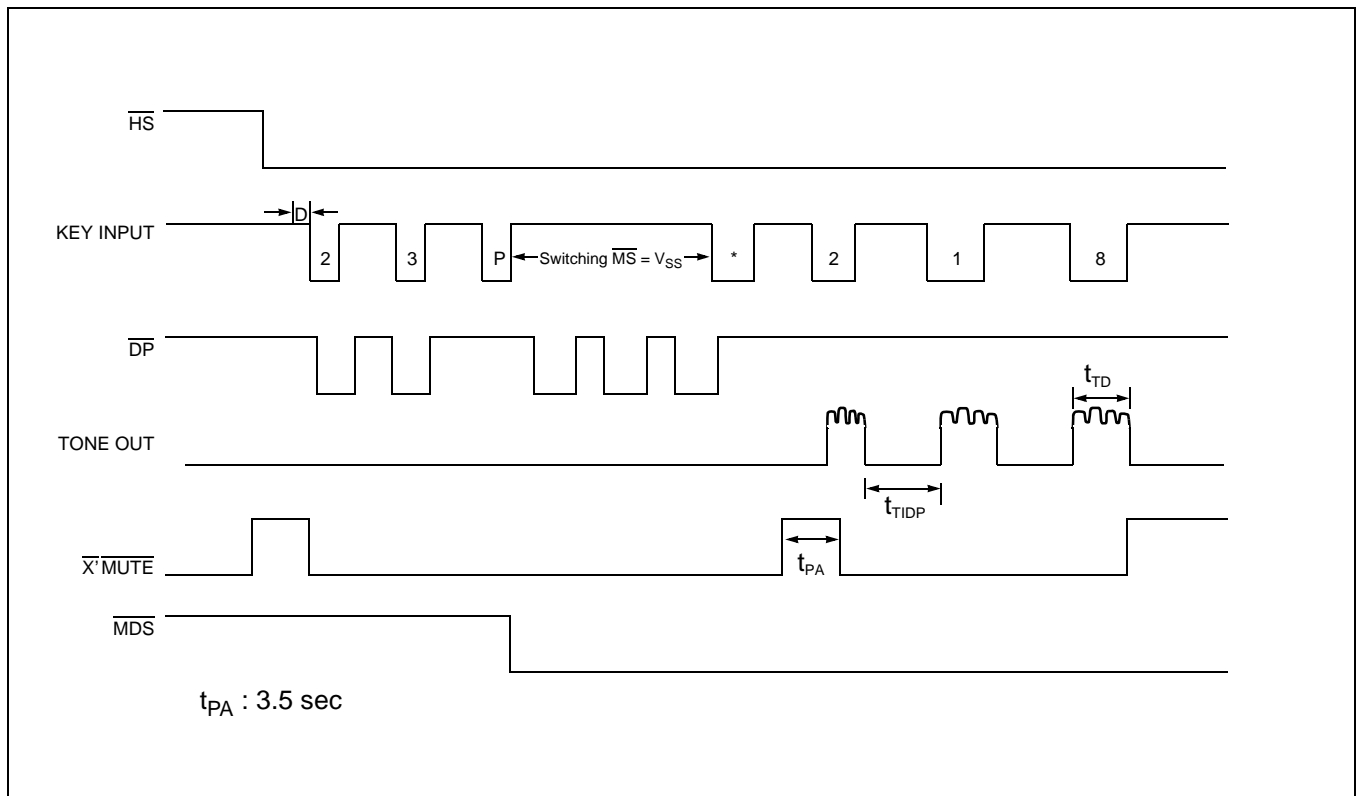 HS
D
KEY INPUT
2 3 P Switching MS = VSS * 2 1 8
DP
tTD
TONE OUT
tTIDP
X'MUTE
tPA
MDS
tPA : 3.5 sec